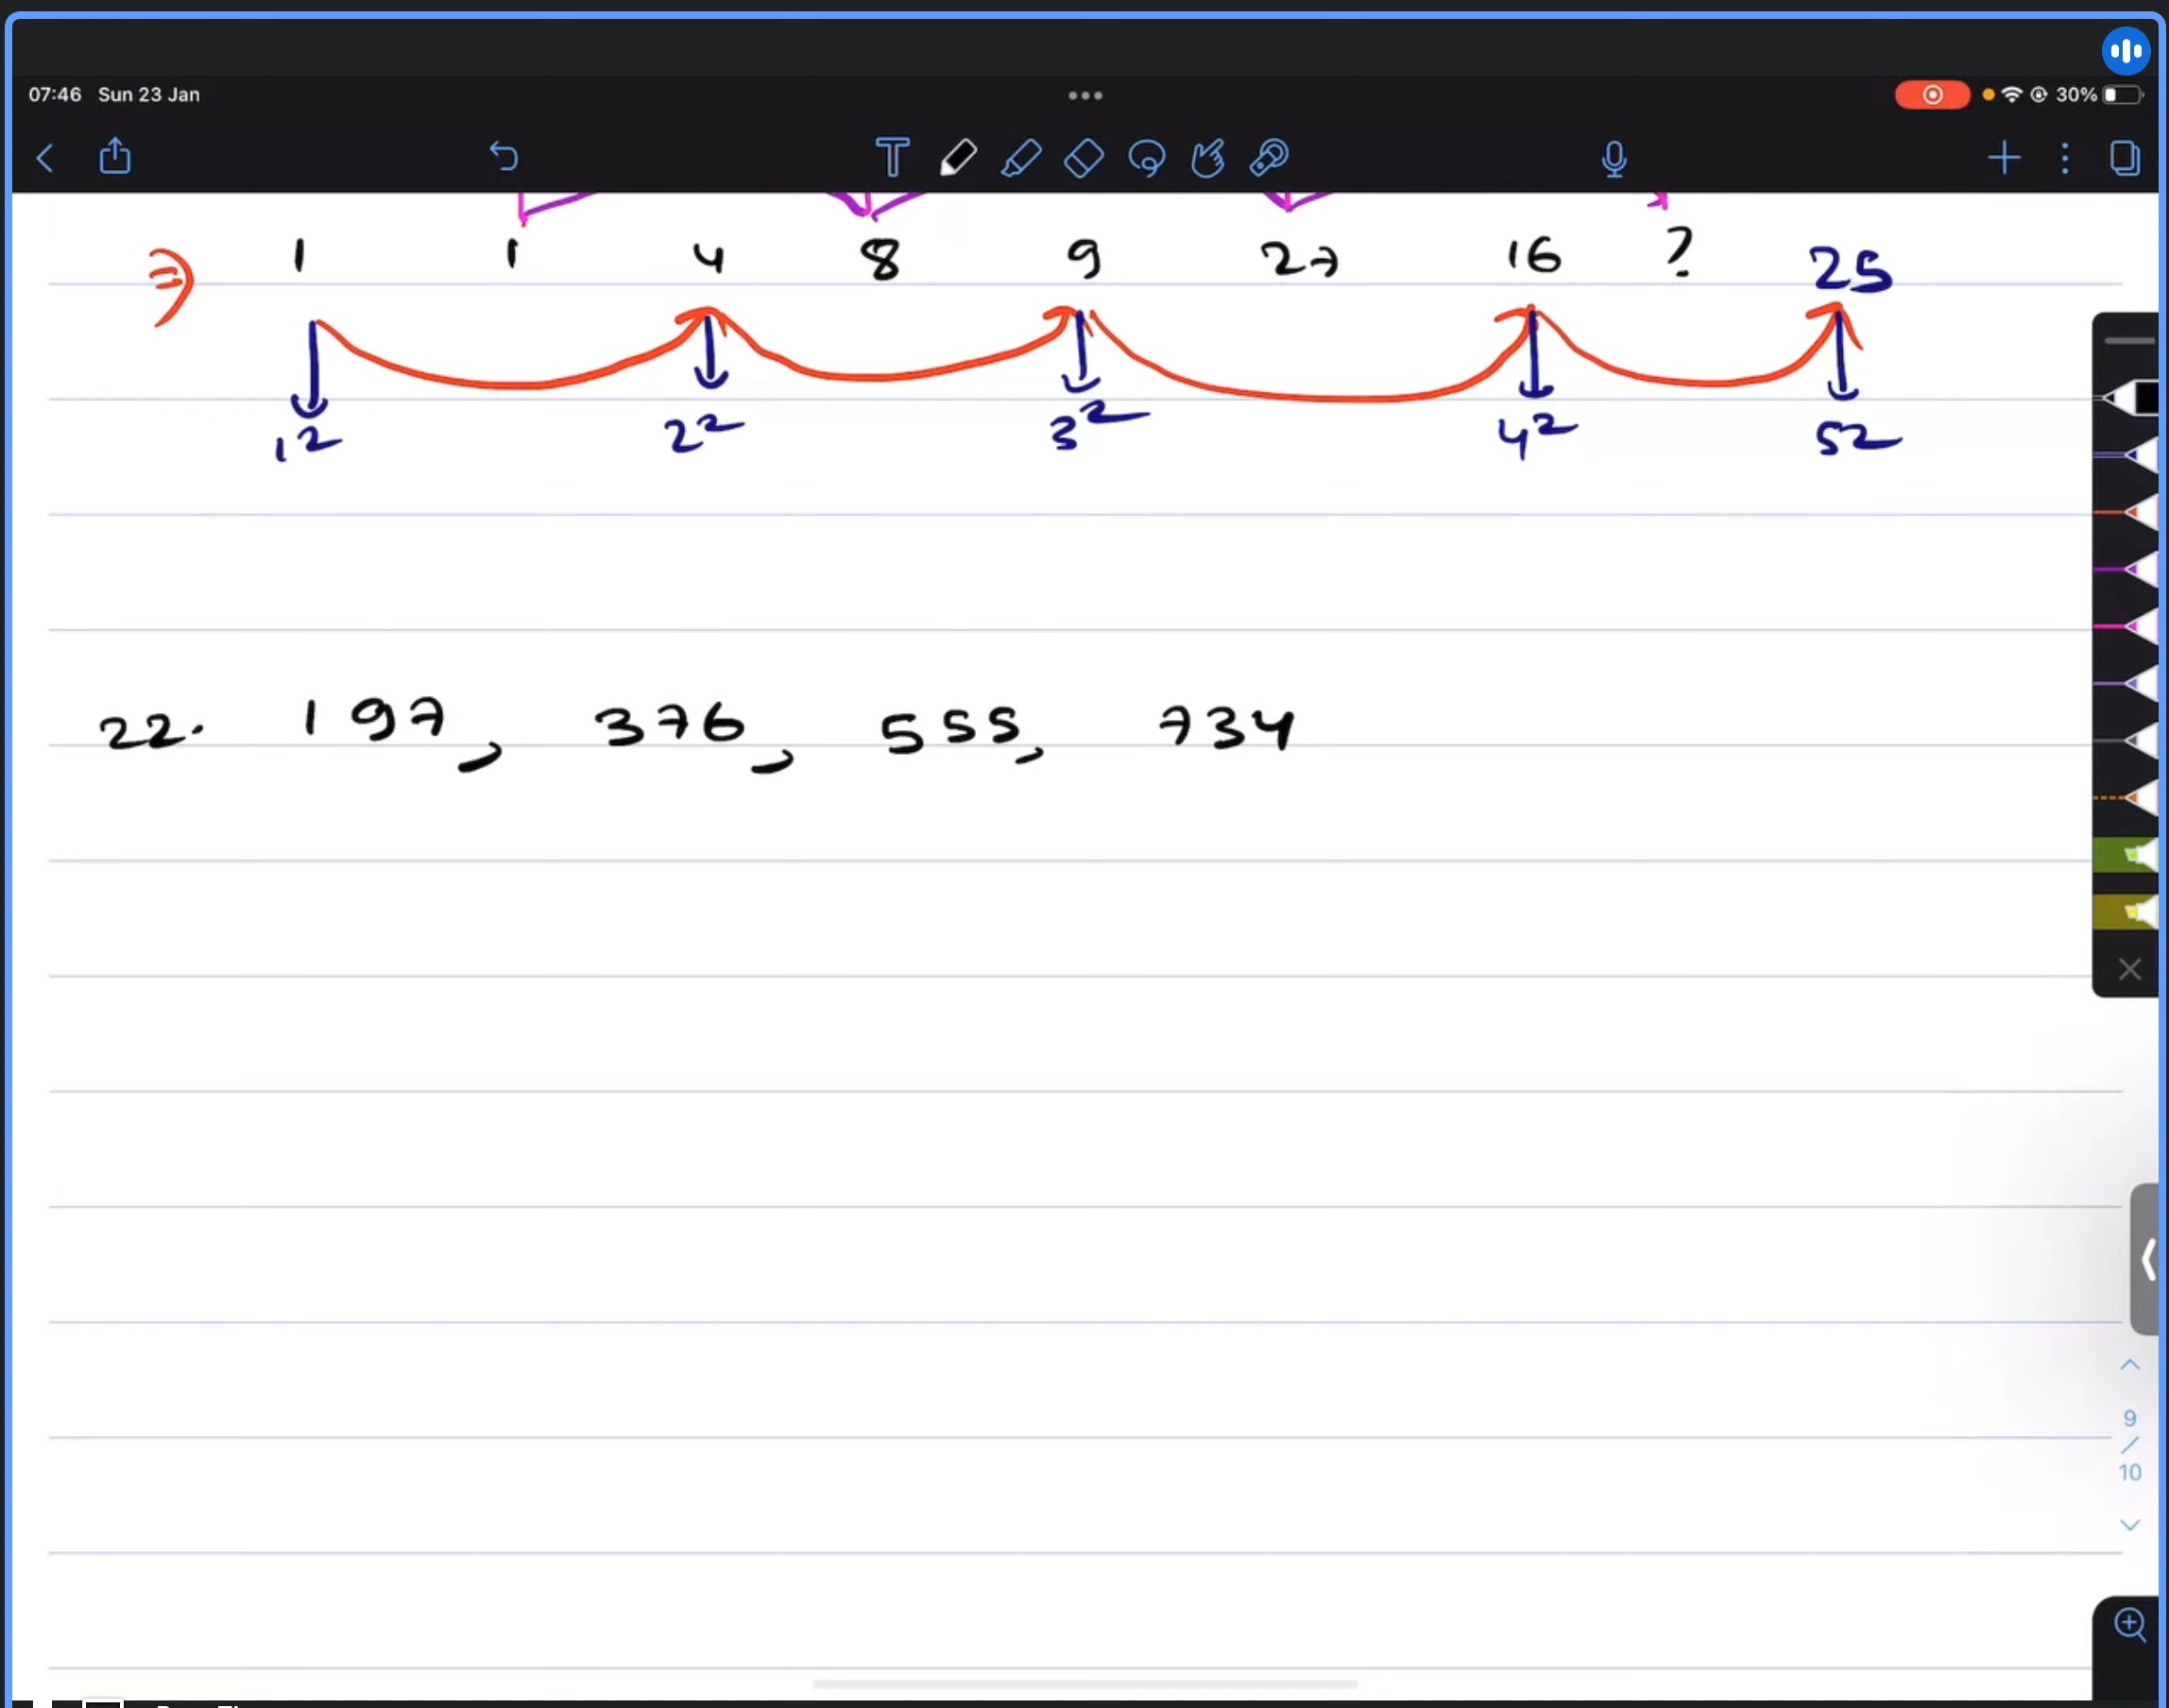 07:46 Sun 23 Jan 30%
T
⇒ 1 1 4 8 9 27 16 ? 25
1² 2² 3² 4² 5²
22. 197, 376, 555, 734
9
/
10